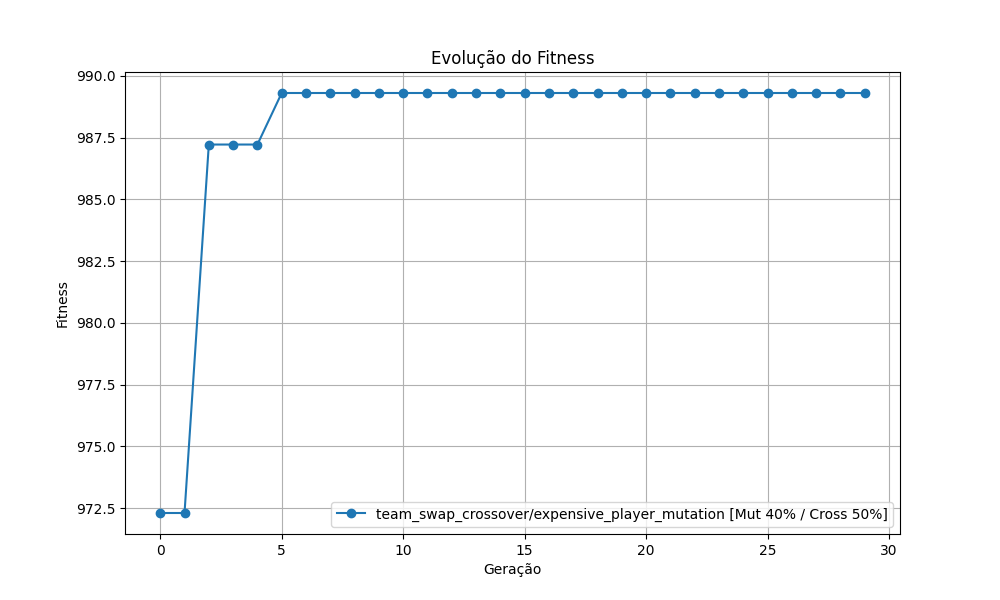 Evolução do Fitness
990.0
987.5
985.0
982.5
980.0
977.5
975.0
972.5
Fitness
team_swap_crossover/expensive_player_mutation [Mut 40% / Cross 50%]
0 5 10 15 20 25 30
Geração